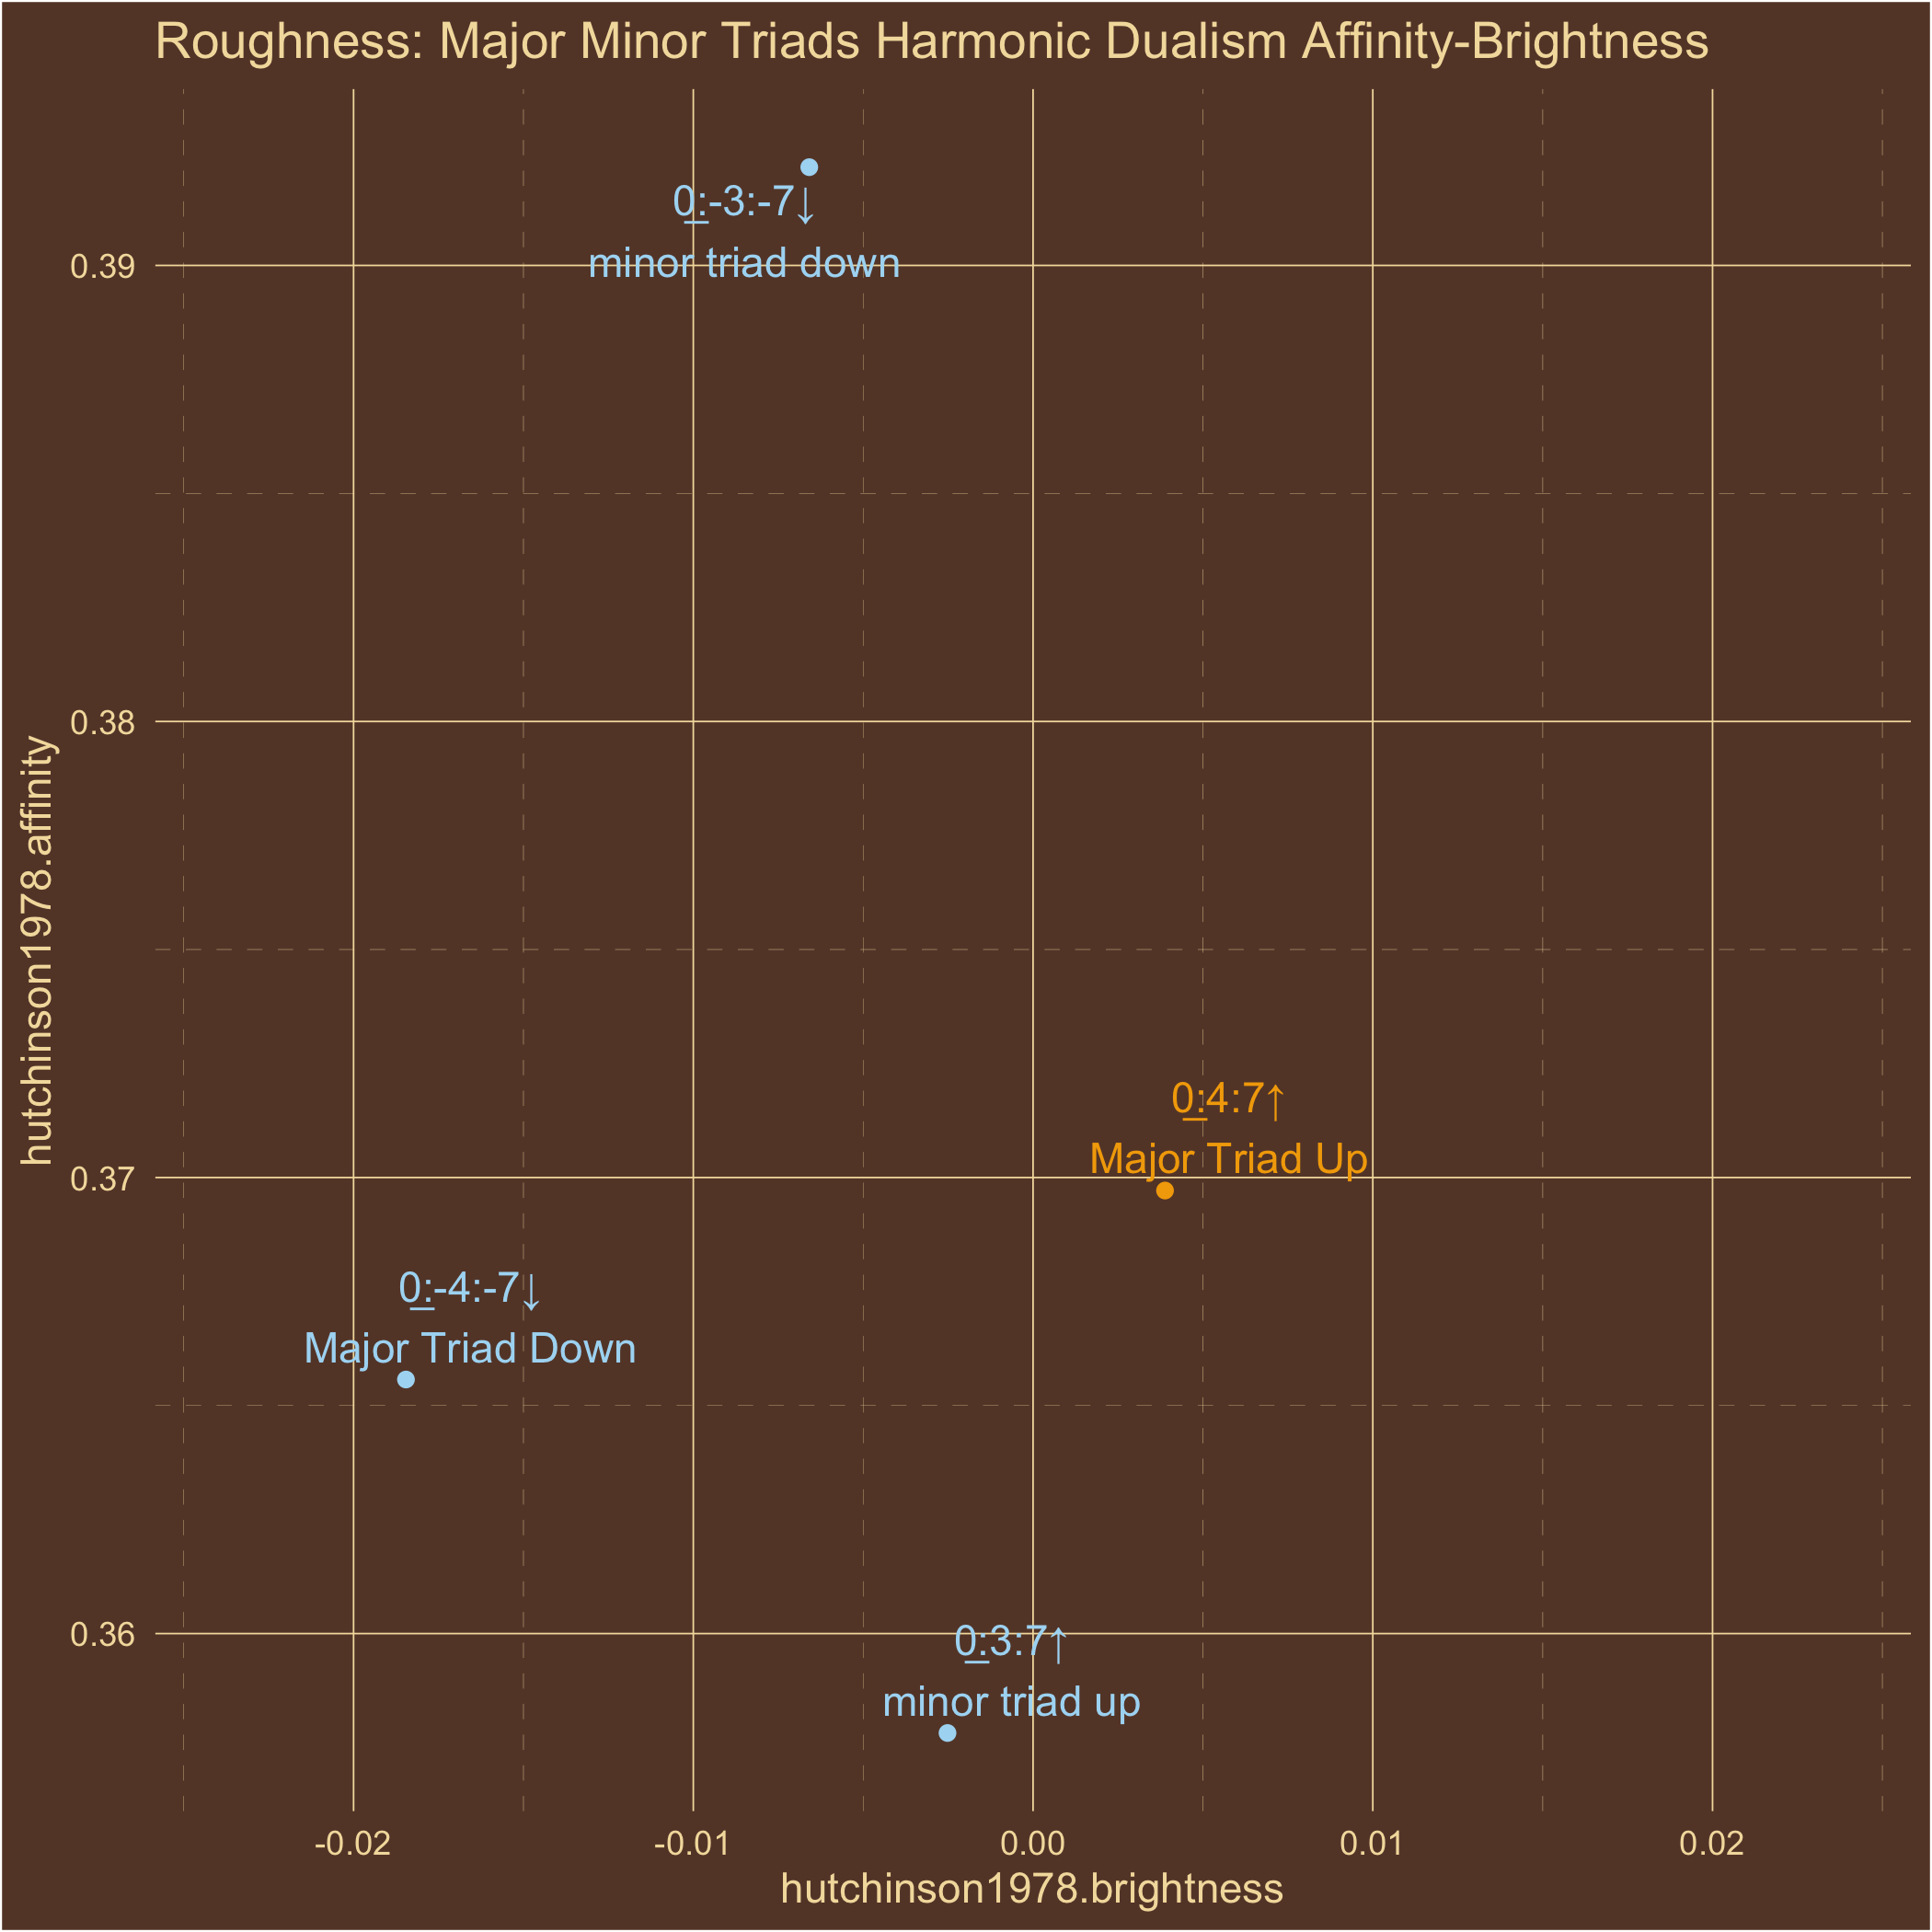 Roughness: Major Minor Triads Harmonic Dualism Affinity-Brightness
0:-3:-7↓
minor triad down
0.39
0.38
hutchinson1978.affinity
0:4:7↑
Major Triad Up
0.37
0:-4:-7↓
Major Triad Down
0.36
0:3:7↑
minor triad up
-0.02
-0.01
0.00
0.01
0.02
hutchinson1978.brightness